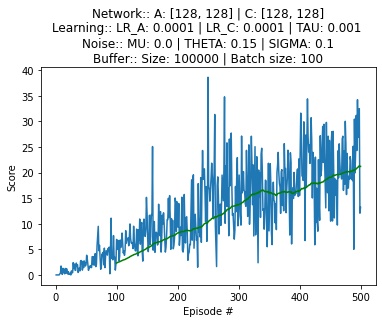 Network:: A: [128, 128] | C: [128, 128]
Learning:: LR_A: 0.0001 | LR_C: 0.0001 | TAU: 0.001
Noise:: MU: 0.0 | THETA: 0.15 | SIGMA: 0.1
Buffer:: Size: 100000 | Batch size: 100
40
35
30
25
20
15
10
5
0
Score
0 100 200 300 400 500
Episode #